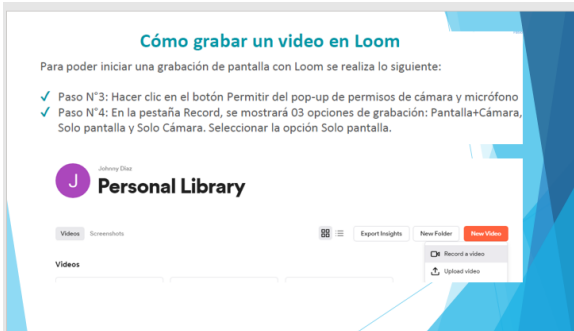 Cómo grabar un video en Loom
Para poder iniciar una grabación de pantalla con Loom se realiza lo siguiente:
✓ Paso N°3: Hacer clic en el botón Permitir del pop-up de permisos de cámara y micrófono
✓ Paso N°4: En la pestaña Record, se mostrará 03 opciones de grabación: Pantalla+Cámara,
Solo pantalla y Solo Cámara. Seleccionar la opción Solo pantalla.
J
Johnny Díaz
Personal Library
Videos Screenshots Export Insights New Folder New Video
Record a video
Videos
Upload video